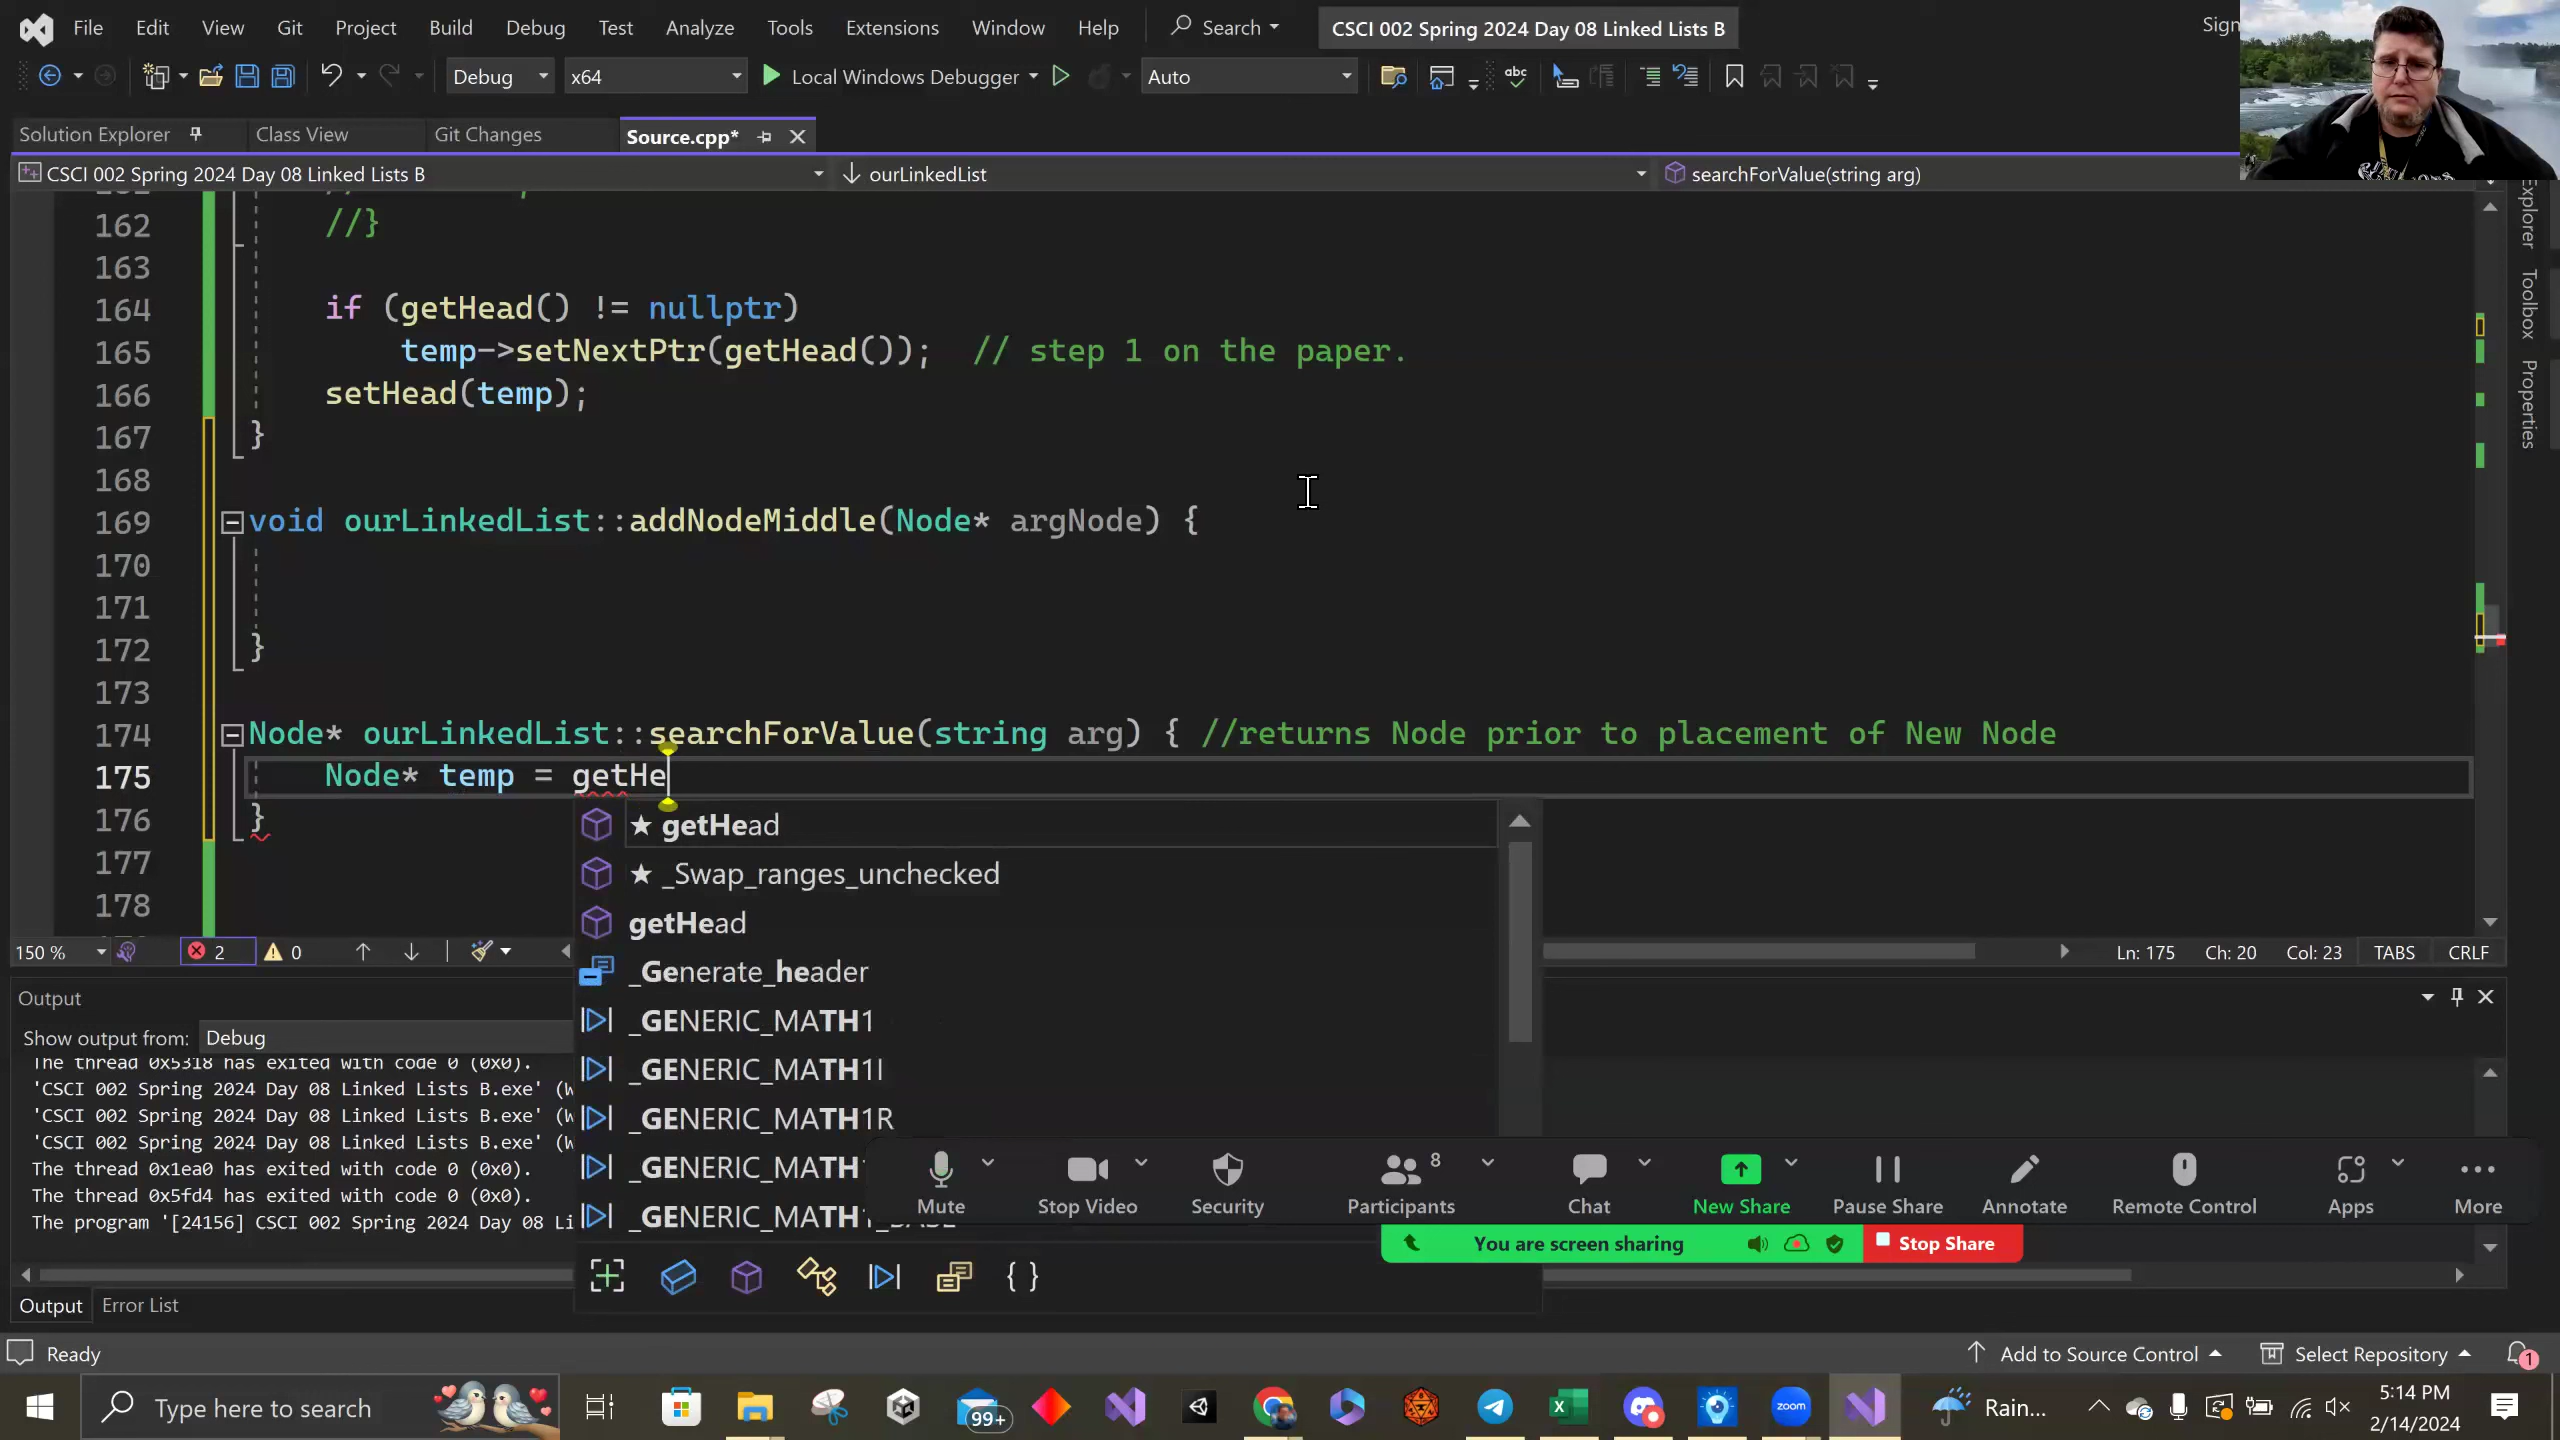 File Edit View Git Project Build Debug Test Analyze Tools Extensions Window Help Search CSCI 002 Spring 2024 Day 08 Linked Lists B Sign
Debug x64 Local Windows Debugger Auto
Solution Explorer Class View Git Changes Source.cpp*
CSCI 002 Spring 2024 Day 08 Linked Lists B ourLinkedList searchForValue(string arg)
162 //}
163
164 if (getHead() != nullptr)
165 temp->setNextPtr(getHead()); // step 1 on the paper.
166 setHead(temp);
167 }
168
169 void ourLinkedList::addNodeMiddle(Node* argNode) {
170
171
172 }
173
174 Node* ourLinkedList::searchForValue(string arg) { //returns Node prior to placement of New Node
175 Node* temp = getHe
176 }
177
178
getHead
_Swap_ranges_unchecked
getHead
_Generate_header
_GENERIC_MATH1
_GENERIC_MATH1I
_GENERIC_MATH1R
_GENERIC_MATH
_GENERIC_MATH1_BASE
Explorer
Toolbox
Properties
150 % 2 0 Ln: 175 Ch: 20 Col: 23 TABS CRLF
Output
Show output from: Debug
The thread 0x5318 has exited with code 0 (0x0).
'CSCI 002 Spring 2024 Day 08 Linked Lists B.exe' (W
'CSCI 002 Spring 2024 Day 08 Linked Lists B.exe' (W
'CSCI 002 Spring 2024 Day 08 Linked Lists B.exe' (W
The thread 0x1ea0 has exited with code 0 (0x0).
The thread 0x5fd4 has exited with code 0 (0x0).
The program '[24156] CSCI 002 Spring 2024 Day 08 Li
Mute Stop Video Security Participants 8 Chat New Share Pause Share Annotate Remote Control Apps More
You are screen sharing Stop Share
Output Error List
Ready Add to Source Control Select Repository 1
Type here to search 99+ zoom Rain... 5:14 PM
2/14/2024